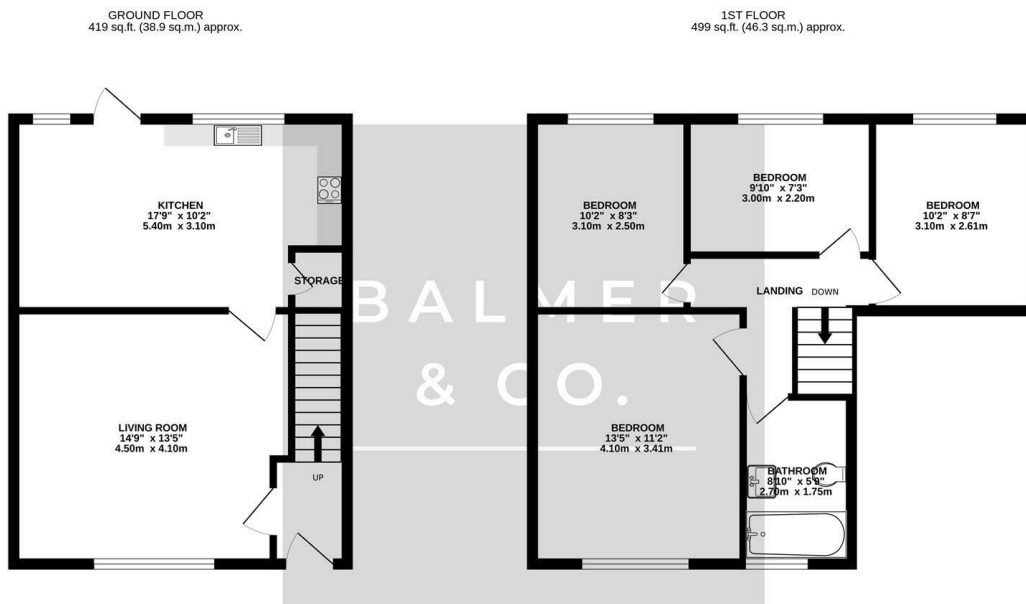 GROUND FLOOR
419 sq.ft. (38.9 sq.m.) approx.
1ST FLOOR
499 sq.ft. (46.3 sq.m.) approx.
KITCHEN
17'9" x 10'2"
5.40m x 3.10m
STORAGE
LIVING ROOM
14'9" x 13'5"
4.50m x 4.10m
UP
BEDROOM
10'2" x 8'3"
3.10m x 2.50m
BEDROOM
9'10" x 7'3"
3.00m x 2.20m
BEDROOM
10'2" x 8'7"
3.10m x 2.61m
LANDING
DOWN
BEDROOM
13'5" x 11'2"
4.10m x 3.41m
BATHROOM
8'10" x 5'9"
2.70m x 1.75m
BALMER
& CO.